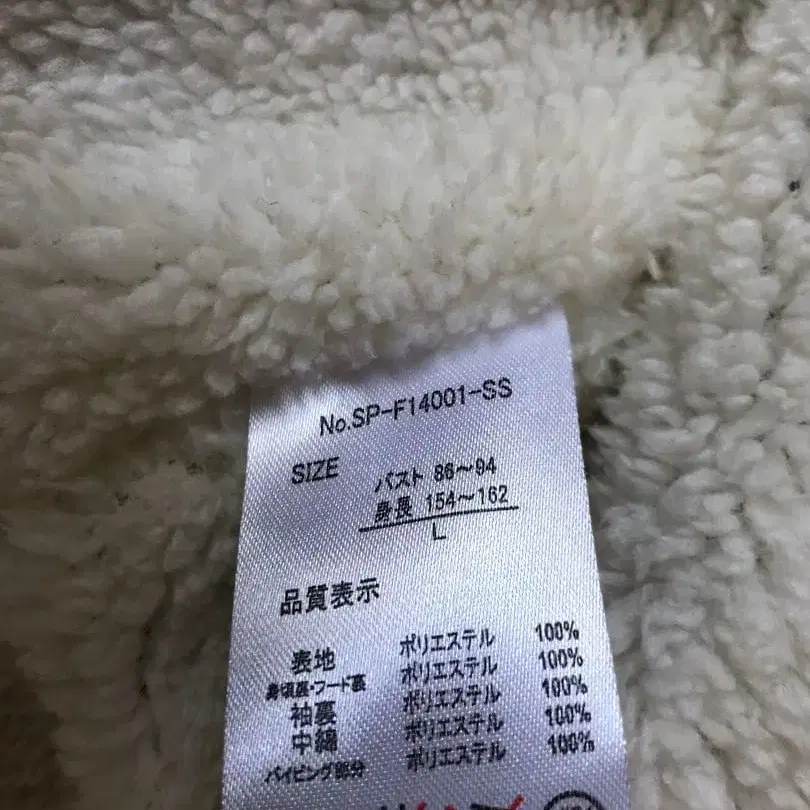 No.SP-F14001-SS
SIZE
バスト 86～94
身長 154～162
L
品質表示
表地 ポリエステル 100%
身頃裏・フード裏 ポリエステル 100%
袖裏 ポリエステル 100%
中綿 ポリエステル 100%
パイピング部分 ポリエステル 100%